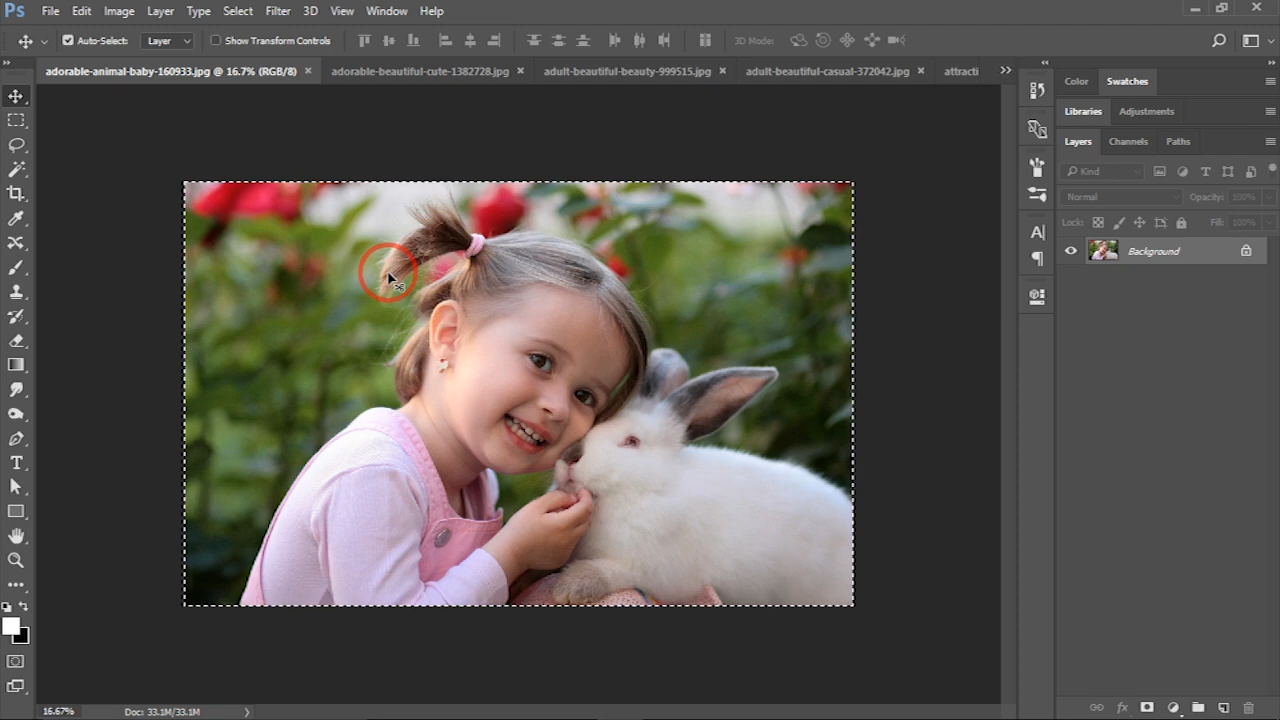 Ps File Edit Image Layer Type Select Filter 3D View Window Help
Auto-Select: Layer Show Transform Controls 3D Mode:
adorable-animal-baby-160933.jpg @ 16.7% (RGB/8) × adorable-beautiful-cute-1382728.jpg × adult-beautiful-beauty-999515.jpg × adult-beautiful-casual-372042.jpg × attracti
Color Swatches
Libraries Adjustments
Layers Channels Paths
Kind
Normal Opacity: 100%
Lock: Fill: 100%
Background
16.67% Doc: 33.1M/33.1M